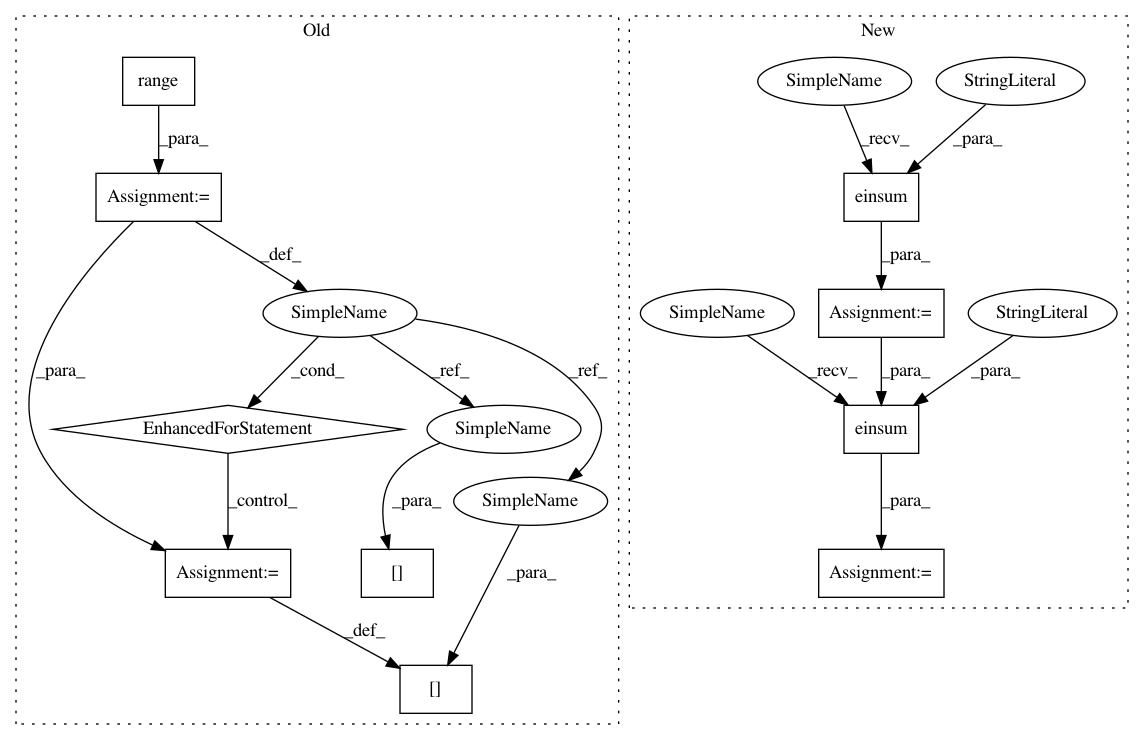 Old
New
range
SimpleName
StringLiteral
_para_
_recv_
_para_
Assignment:=
einsum
_def_
_para_
SimpleName
SimpleName
Assignment:=
StringLiteral
_para_
_cond_
_ref_
_ref_
_recv_
_para_
_para_
EnhancedForStatement
SimpleName
einsum
SimpleName
_control_
_para_
_para_
Assignment:=
[]
_para_
Assignment:=
_def_
[]